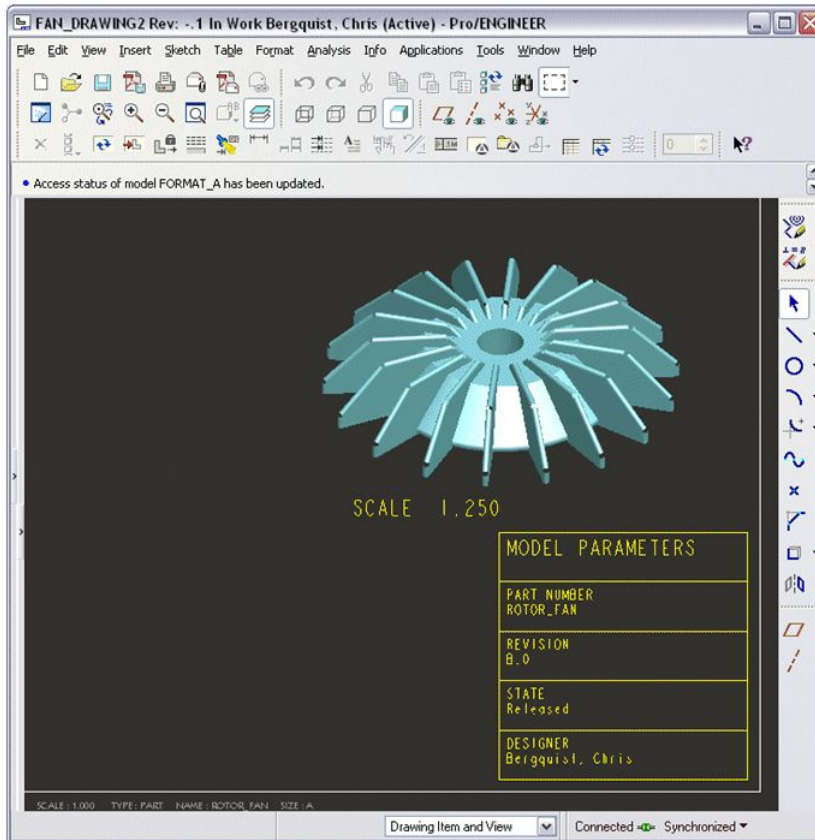 FAN_DRAWING2 Rev: -.1 In Work Bergquist, Chris (Active) - Pro/ENGINEER
File Edit View Insert Sketch Table Format Analysis Info Applications Tools Window Help
0
• Access status of model FORMAT_A has been updated.
SCALE 1.250
MODEL PARAMETERS
PART NUMBER
ROTOR_FAN
REVISION
B.0
STATE
Released
DESIGNER
Bergquist, Chris
SCALE : 1.000 TYPE : PART NAME : ROTOR_FAN SIZE : A
Drawing Item and View Connected Synchronized